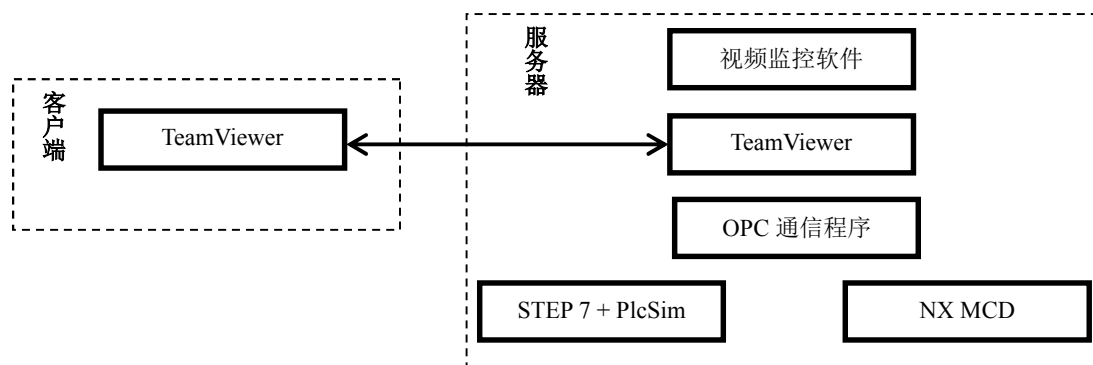 客户端
TeamViewer
服务器
视频监控软件
TeamViewer
OPC 通信程序
STEP 7 + PlcSim
NX MCD